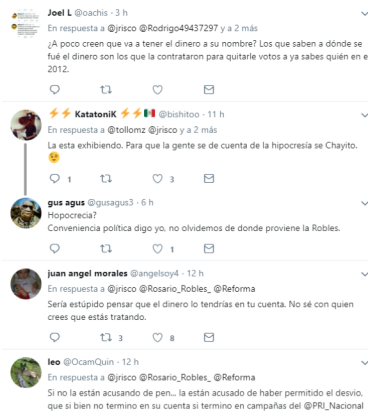 Joel L @oachis · 3 h
En respuesta a @jrisco @Rodrigo49437297 y a 2 más
¿A poco creen que va a tener el dinero a su nombre? Los que saben a dónde se
fué el dinero son los que la contrataron para quitarle votos a ya sabes quién e
2012.
⚡⚡ KatatoniK ⚡⚡🇲🇽 @bishitoo · 11 h
En respuesta a @tollomz @jrisco y a 2 más
La esta exhibiendo. Para que la gente se de cuenta de la hipocresía se Chayito.
😉
1 3
gus agus @gusagus3 · 6 h
Hopocrecia?
Conveniencia política digo yo, no olvidemos de donde proviene la Robles.
1
juan angel morales @angelsoy4 · 12 h
En respuesta a @jrisco @Rosario_Robles_ @Reforma
Sería estúpido pensar que el dinero lo tendrías en tu cuenta. No sé con quien
crees que estás tratando.
3 8
leo @OcamQuin · 12 h
En respuesta a @jrisco @Rosario_Robles_ @Reforma
Si no la están acusando de pen... la están acusado de haber permitido el desvio,
que si bien no termino en su cuenta si termino en campañas del @PRI_Nacional